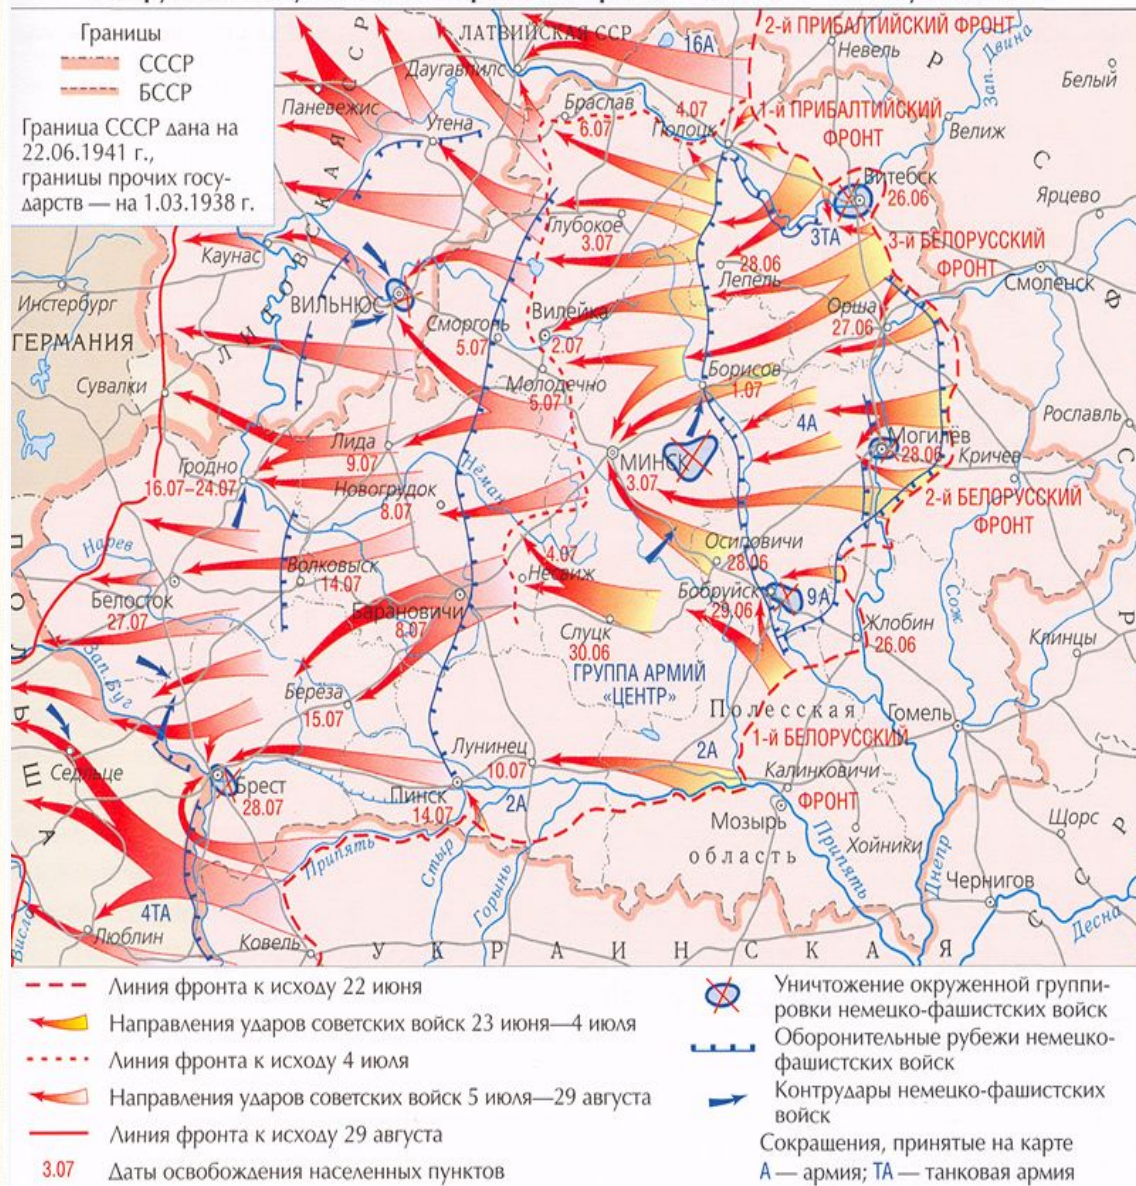 Границы
СССР
БССР
Граница СССР дана на
22.06.1941 г.,
границы прочих госу-
дарств — на 1.03.1938 г.
ЛАТВИЙСКАЯ ССР
16А
2-й ПРИБАЛТИЙСКИЙ
ФРОНТ
Невель
Зап. Двина
Белый
Даугавпилс
Паневежис
Утена
Браслав
6.07
4.07
Полоцк
1-й ПРИБАЛТИЙСКИЙ
ФРОНТ
Велиж
Витебск
26.06
Ярцево
Глубокое
3.07
3ТА
3-й БЕЛОРУССКИЙ
ФРОНТ
Смоленск
Каунас
28.06
Лепель
Инстербург
ГЕРМАНИЯ
ВИЛЬНЮС
ЛИТОВСКАЯ ССР
Сморгонь
5.07
Вилейка
2.07
Орша
27.06
Сувалки
Молодечно
5.07
Борисов
1.07
4А
Рославль
Лида
9.07
МИНСК
3.07
Могилёв
28.06
Кричев
Гродно
16.07–24.07
Новогрудок
8.07
Нёман
2-й БЕЛОРУССКИЙ
ФРОНТ
Нарев
Волковыск
14.07
4.07
Несвиж
Осиповичи
28.06
Белосток
27.07
Барановичи
8.07
Бобруйск
29.06
9А
Сож
Слуцк
30.06
Жлобин
26.06
Клинцы
Зап. Буг
ГРУППА АРМИЙ
«ЦЕНТР»
Берёза
15.07
Полесская
Гомель
1-й БЕЛОРУССКИЙ
Седльце
Лунинец
10.07
2А
Калинковичи
ФРОНТ
Брест
28.07
Пинск
14.07
2А
Мозырь
Хойники
Щорс
область
Припять
Стыр
Горынь
Припять
Днепр
Чернигов
Десна
4ТА
Люблин
Висла
Ковель
ПОЛЬША
УКРАИНСКАЯ ССР
РСФСР
Линия фронта к исходу 22 июня
Направления ударов советских войск 23 июня—4 июля
Линия фронта к исходу 4 июля
Направления ударов советских войск 5 июля—29 августа
Линия фронта к исходу 29 августа
3.07 Даты освобождения населенных пунктов
Уничтожение окруженной группи-
ровки немецко-фашистских войск
Оборонительные рубежи немецко-
фашистских войск
Контрудары немецко-фашистских
войск
Сокращения, принятые на карте
А — армия; ТА — танковая армия